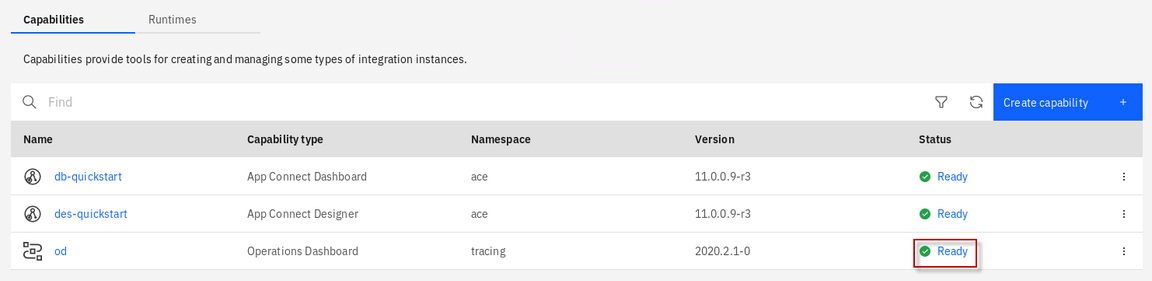 Capabilities Runtimes
Capabilities provide tools for creating and managing some types of integration instances.
Find Create capability +
Name Capability type Namespace Version Status
db-quickstart App Connect Dashboard ace 11.0.0.9-r3 Ready
des-quickstart App Connect Designer ace 11.0.0.9-r3 Ready
od Operations Dashboard tracing 2020.2.1-0 Ready